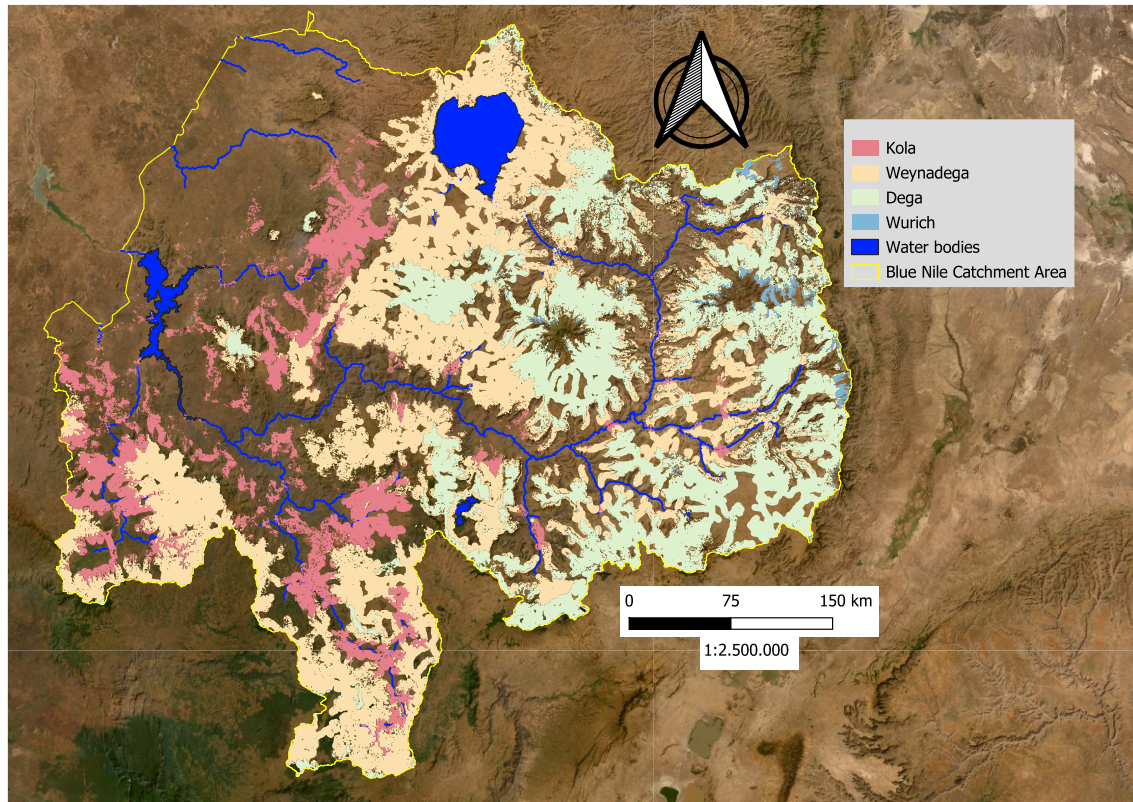 Kola
Weynadega
Dega
Wurich
Water bodies
Blue Nile Catchment Area
0 75 150 km
1:2.500.000